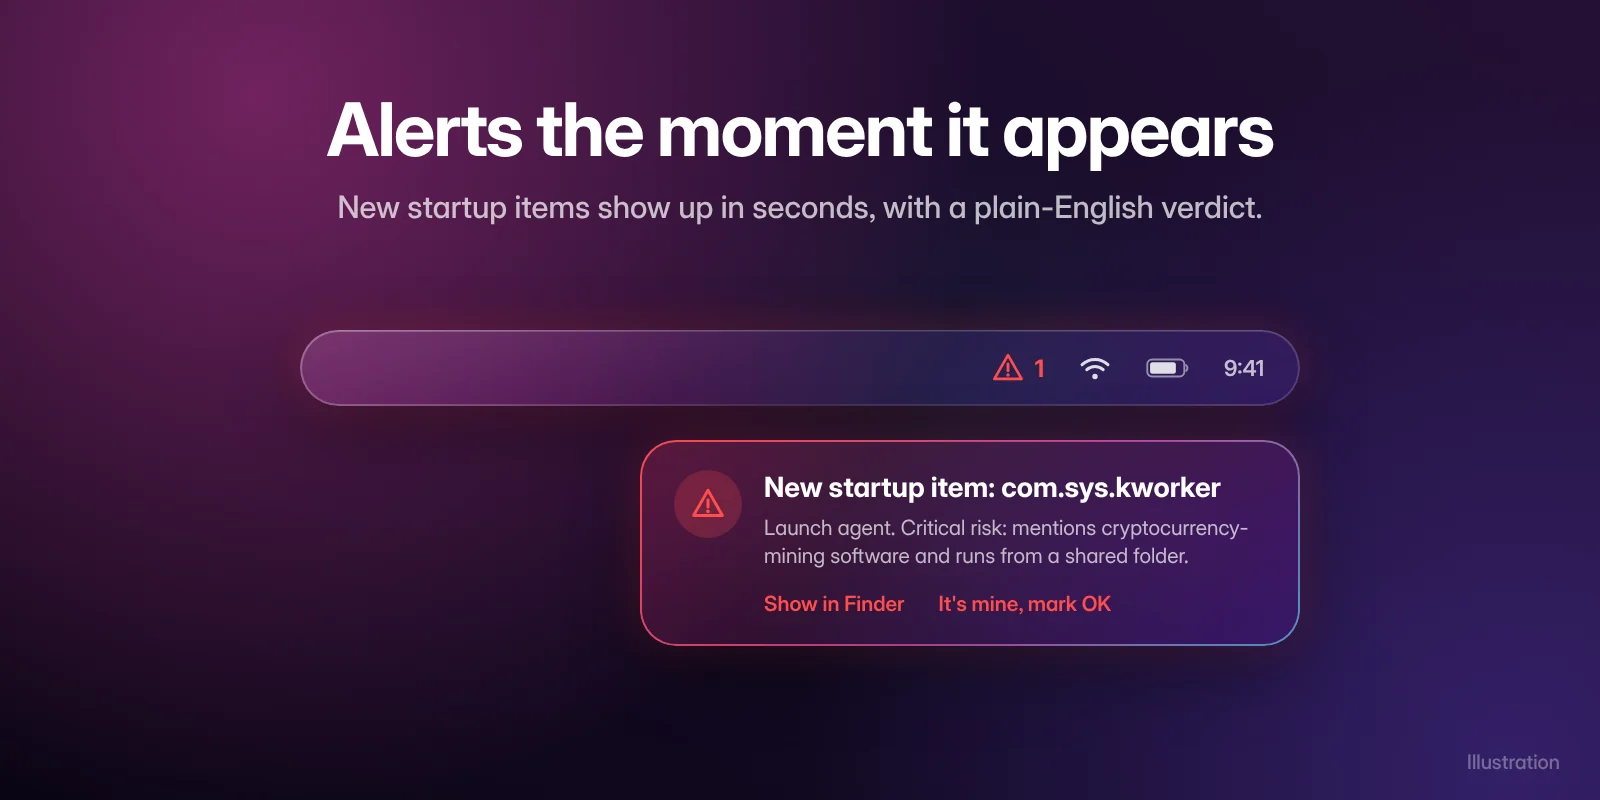 Alerts the moment it appears
New startup items show up in seconds, with a plain-English verdict.
1
9:41
New startup item: com.sys.kworker
Launch agent. Critical risk: mentions cryptocurrency-
mining software and runs from a shared folder.
Show in Finder
It's mine, mark OK
Illustration